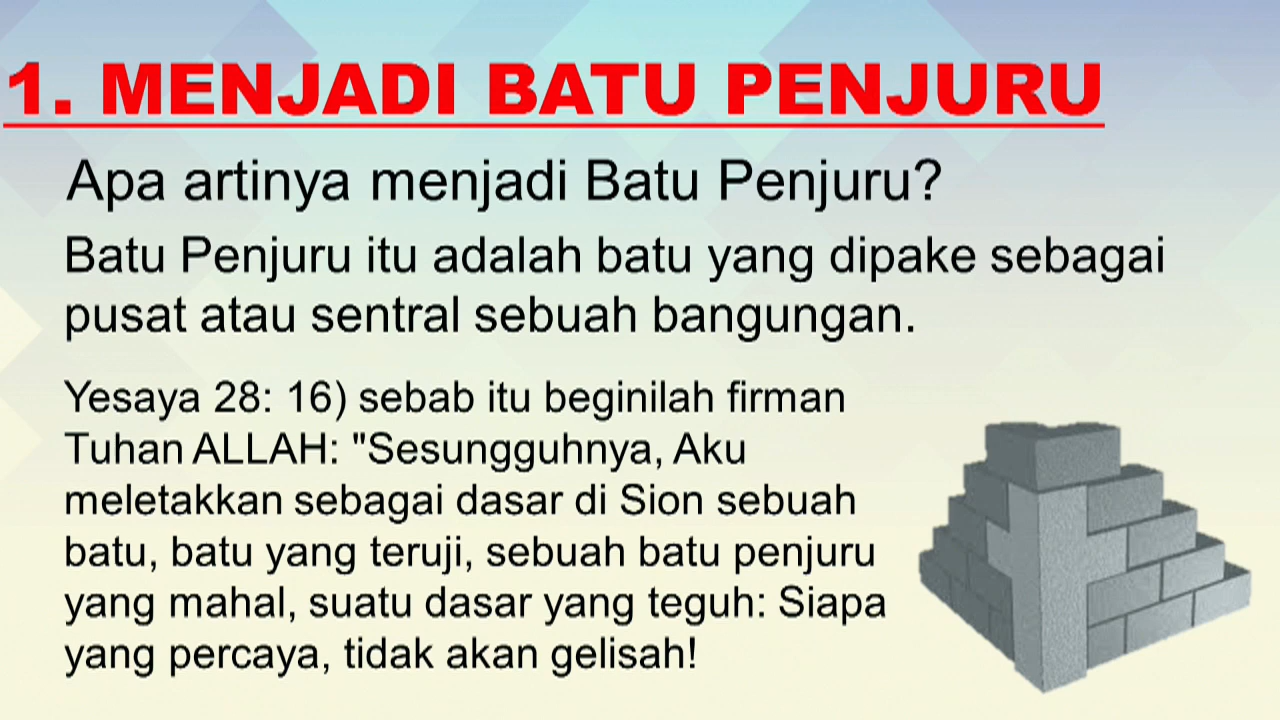 1. MENJADI BATU PENJURU
Apa artinya menjadi Batu Penjuru?
Batu Penjuru itu adalah batu yang dipake sebagai
pusat atau sentral sebuah bangungan.
Yesaya 28: 16) sebab itu beginilah firman
Tuhan ALLAH: "Sesungguhnya, Aku
meletakkan sebagai dasar di Sion sebuah
batu, batu yang teruji, sebuah batu penjuru
yang mahal, suatu dasar yang teguh: Siapa
yang percaya, tidak akan gelisah!